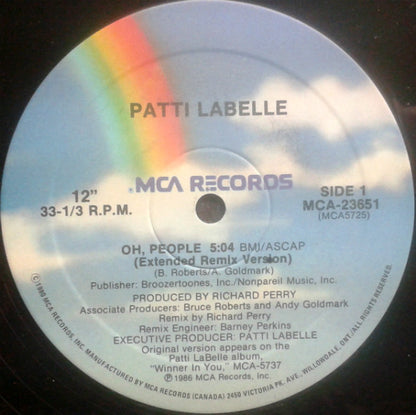 PATTI LABELLE
MCA RECORDS
12"
33-1/3 R.P.M.
SIDE 1
MCA-23651
(MCA5725)
OH, PEOPLE 5:04 BMI/ASCAP
(Extended Remix Version)
(B. Roberts/A. Goldmark)
Publisher: Broozertoones, Inc./Nonpareil Music, Inc.
PRODUCED BY RICHARD PERRY
Associate Producers: Bruce Roberts and Andy Goldmark
Remix by Richard Perry
Remix Engineer: Barney Perkins
EXECUTIVE PRODUCER: PATTI LABELLE
Original version appears on the
Patti LaBelle album,
"Winner In You," MCA-5737
℗1986 MCA Records, Inc.
©1980 MCA RECORDS, INC. MANUFACTURED BY MCA RECORDS (CANADA) 2450 VICTORIA PK. AVE., WILLOWDALE, ONT./ALL RIGHTS RESERVED.